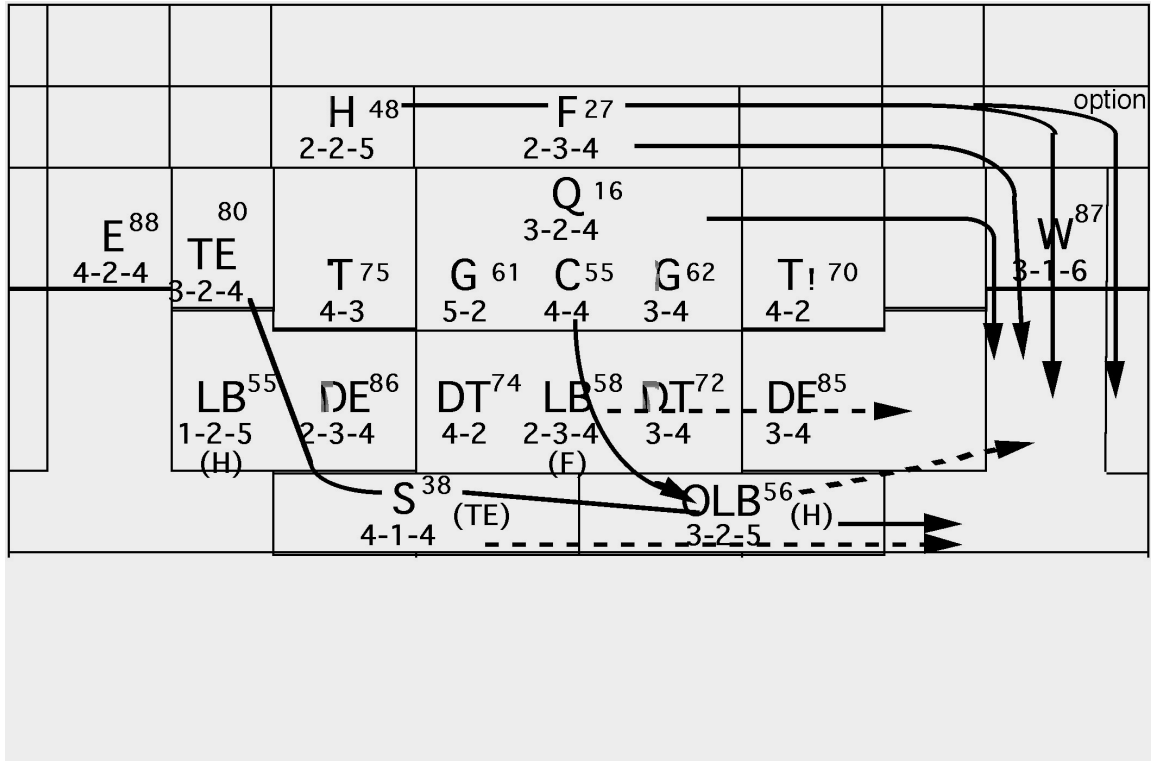 option
H 48 F 27
2-2-5 2-3-4
Q 16
3-2-4
E 88 TE 80 W 87
4-2-4 3-2-4 3-1-6
T 75 G 61 C 55 G 62 T! 70
4-3 5-2 4-4 3-4 4-2
LB 55 DE 86 DT 74 LB 58 DT 72 DE 85
1-2-5 2-3-4 4-2 2-3-4 3-4 3-4
(H) (F)
S 38 (TE) OLB 56 (H)
4-1-4 3-2-5